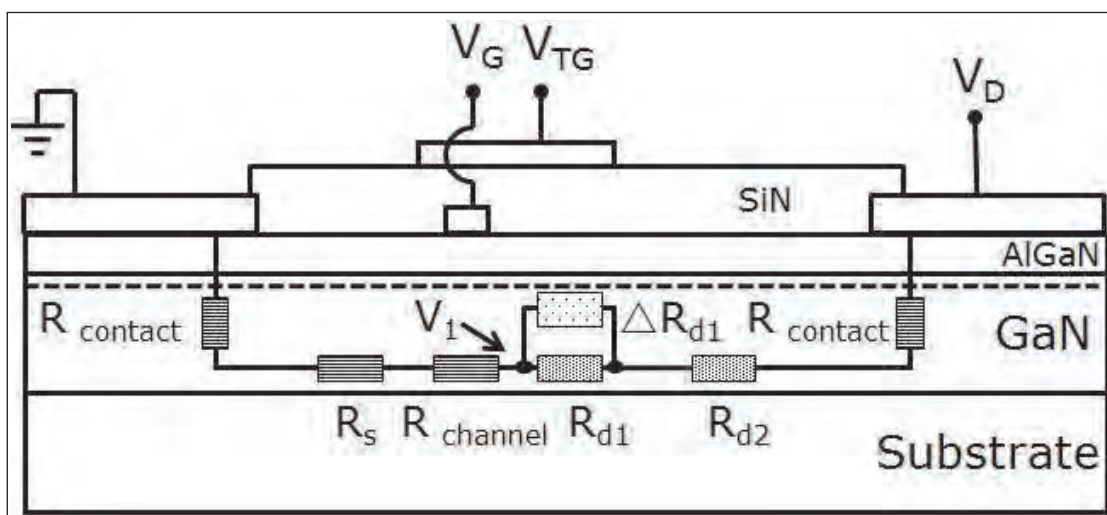 V_G V_TG
V_D
SiN
AlGaN
R contact V_1 △R_d1 R contact GaN
R_s R channel R_d1 R_d2
Substrate